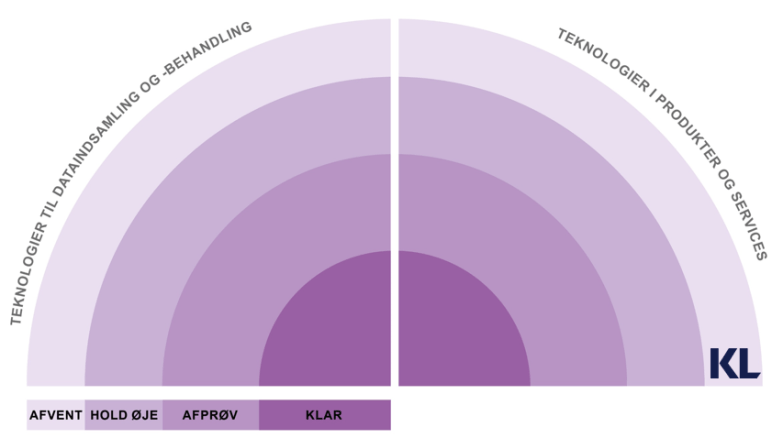 TEKNOLOGIER TIL DATAINDSAMLING OG -BEHANDLING
TEKNOLOGIER I PRODUKTER OG SERVICES
KL
AFVENT HOLD ØJE AFPRØV KLAR